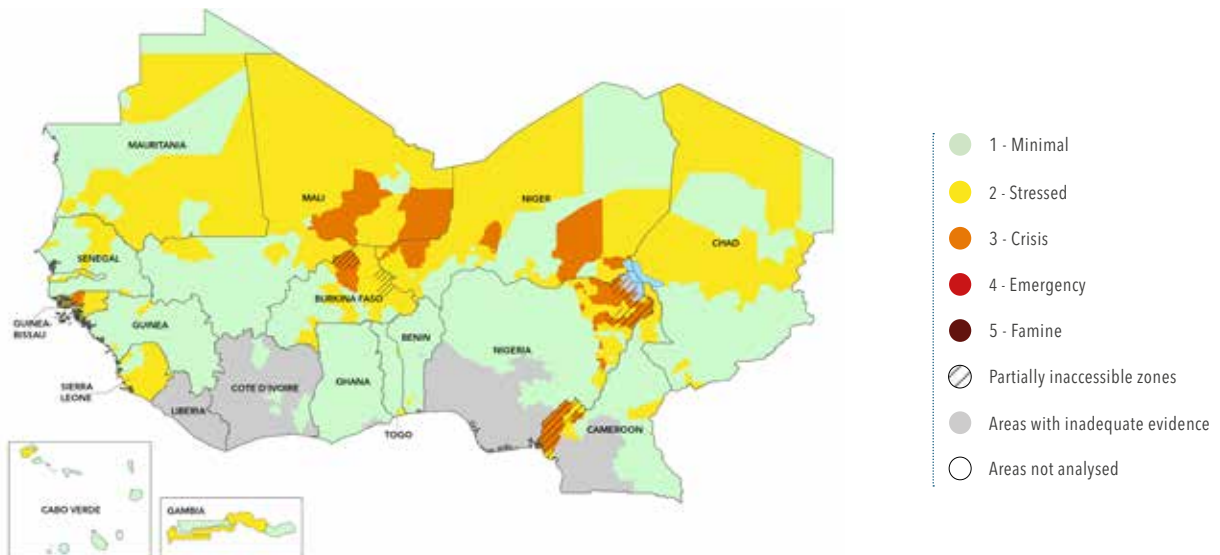 MAURITANIA
MALI
NIGER
CHAD
SENEGAL
BURKINA FASO
GUINEA-
BISSAU
GUINEA
BENIN
NIGERIA
SIERRA
LEONE
COTE D'IVOIRE
GHANA
LIBERIA
TOGO
CAMEROON
CABO VERDE
GAMBIA
1 - Minimal
2 - Stressed
3 - Crisis
4 - Emergency
5 - Famine
Partially inaccessible zones
Areas with inadequate evidence
Areas not analysed